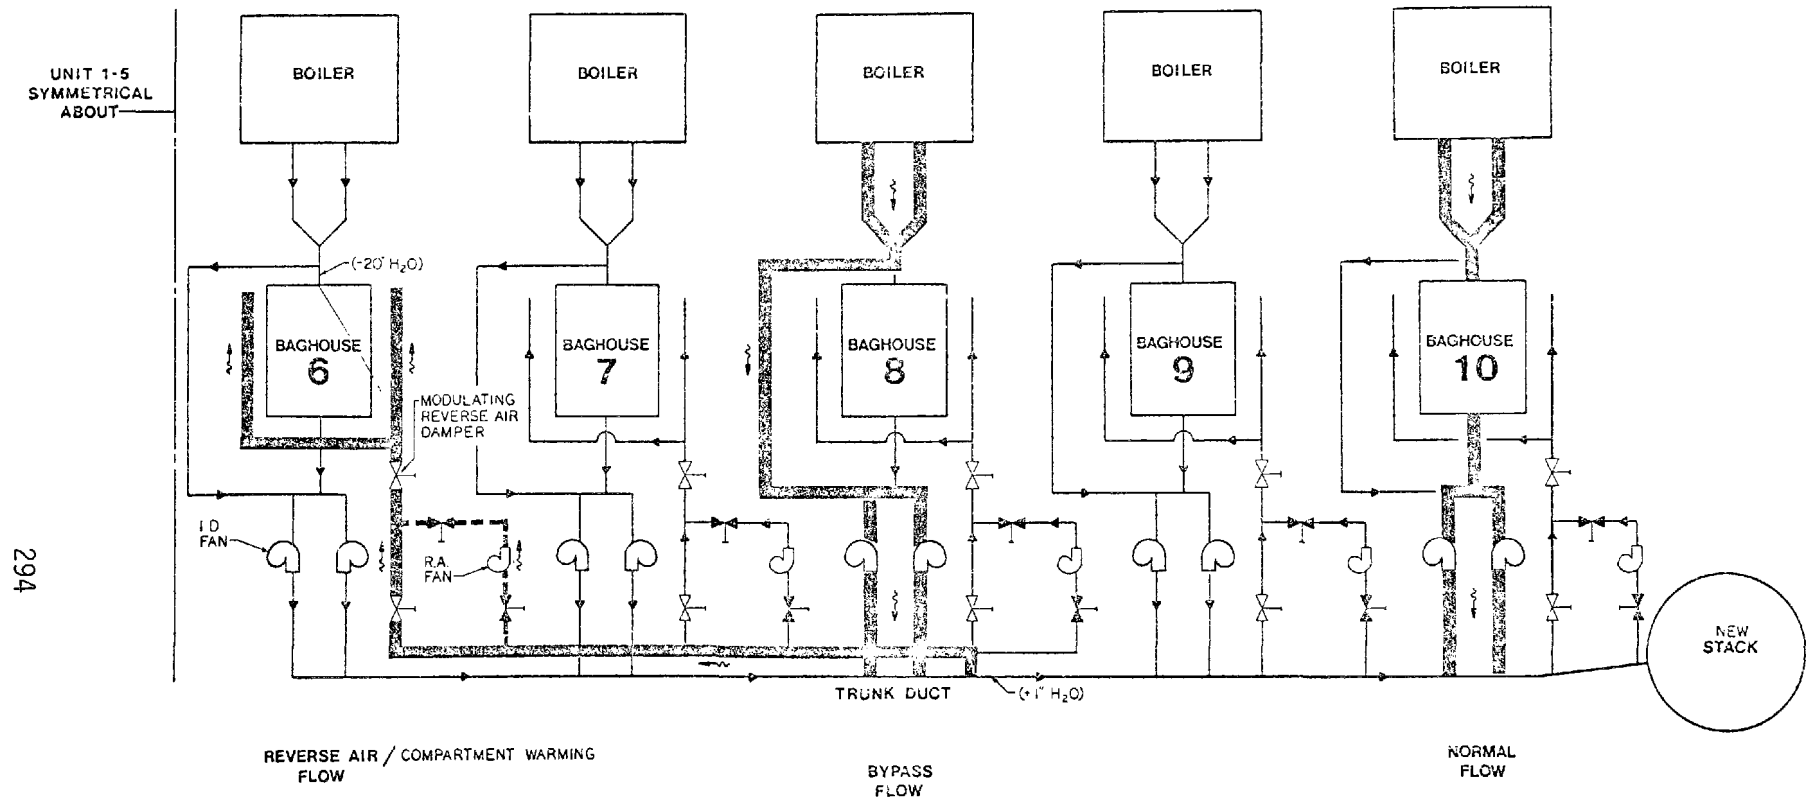 UNIT 1-5
SYMMETRICAL
ABOUT
BOILER
BOILER
BOILER
BOILER
BOILER
(-20" H₂O)
BAGHOUSE
6
BAGHOUSE
7
BAGHOUSE
8
BAGHOUSE
9
BAGHOUSE
10
MODULATING
REVERSE AIR
DAMPER
I.D.
FAN
R.A.
FAN
294
NEW
STACK
TRUNK DUCT
(+1" H₂O)
REVERSE AIR / COMPARTMENT WARMING
FLOW
BYPASS
FLOW
NORMAL
FLOW